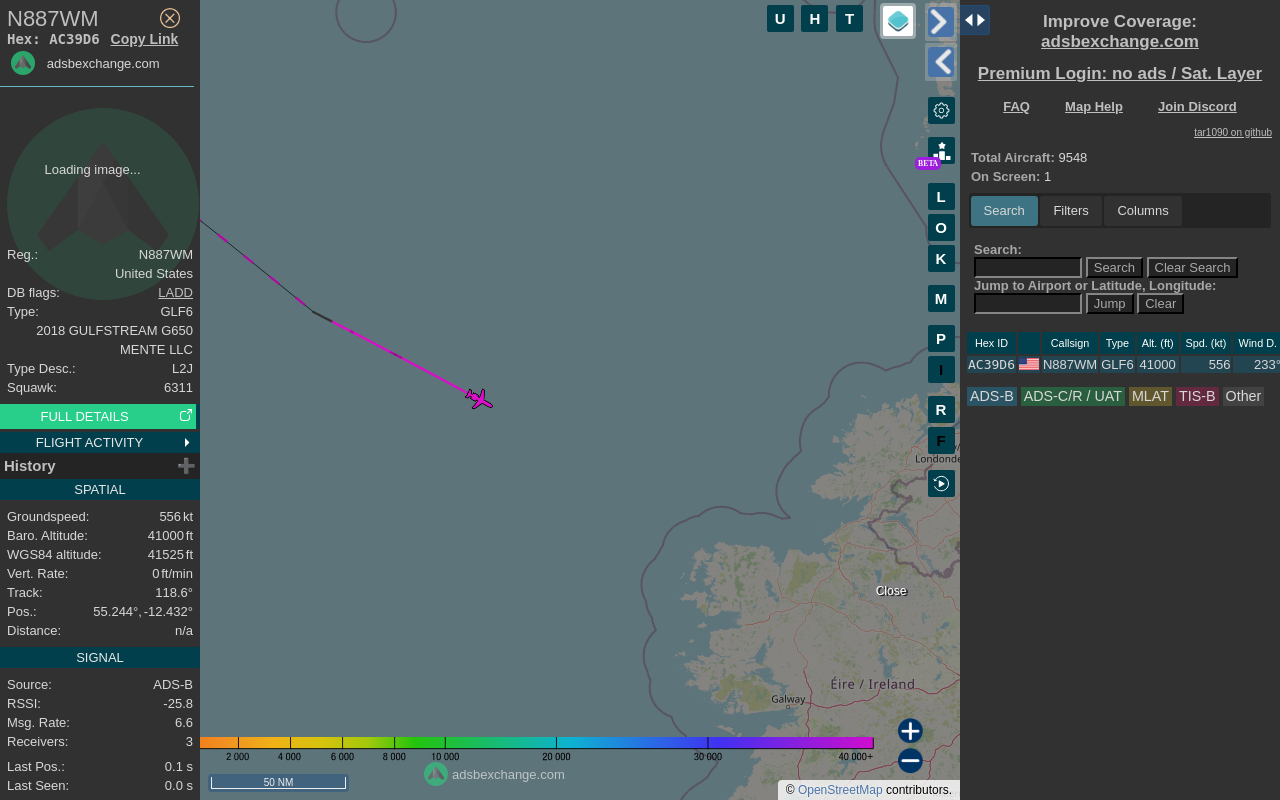 N887WM
Hex: AC39D6 Copy Link
adsbexchange.com
Loading image...
Reg.: N887WM
United States
DB flags: LADD
Type: GLF6
2018 GULFSTREAM G650
MENTE LLC
Type Desc.: L2J
Squawk: 6311
FULL DETAILS
FLIGHT ACTIVITY
History
SPATIAL
Groundspeed: 556 kt
Baro. Altitude: 41000 ft
WGS84 altitude: 41525 ft
Vert. Rate: 0 ft/min
Track: 118.6°
Pos.: 55.244°, -12.432°
Distance: n/a
SIGNAL
Source: ADS-B
RSSI: -25.8
Msg. Rate: 6.6
Receivers: 3
Last Pos.: 0.1 s
Last Seen: 0.0 s
U H T
BETA
L
O
K
M
P
I
R
F
Close
Éire / Ireland
Galway
2 000 4 000 6 000 8 000 10 000 20 000 30 000 40 000+
50 NM
adsbexchange.com
© OpenStreetMap contributors.
Improve Coverage:
adsbexchange.com
Premium Login: no ads / Sat. Layer
FAQ Map Help Join Discord
tar1090 on github
Total Aircraft: 9548
On Screen: 1
Search Filters Columns
Search:
Search Clear Search
Jump to Airport or Latitude, Longitude:
Jump Clear
Hex ID Callsign Type Alt. (ft) Spd. (kt) Wind D.
AC39D6 N887WM GLF6 41000 556 233°
ADS-B ADS-C/R / UAT MLAT TIS-B Other